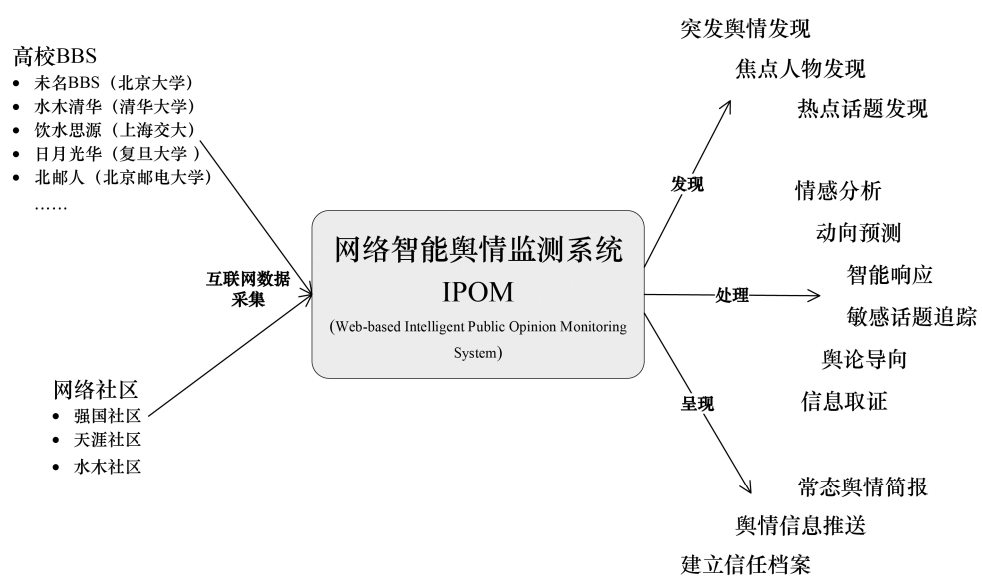 高校BBS
• 未名BBS（北京大学）
• 水木清华（清华大学）
• 饮水思源（上海交大）
• 日月光华（复旦大学 ）
• 北邮人（北京邮电大学）
……
互联网数据
采集
网络社区
• 强国社区
• 天涯社区
• 水木社区
网络智能舆情监测系统
IPOM
(Web-based Intelligent Public Opinion Monitoring
System)
发现
突发舆情发现
焦点人物发现
热点话题发现
处理
情感分析
动向预测
智能响应
敏感话题追踪
舆论导向
信息取证
呈现
常态舆情简报
舆情信息推送
建立信任档案